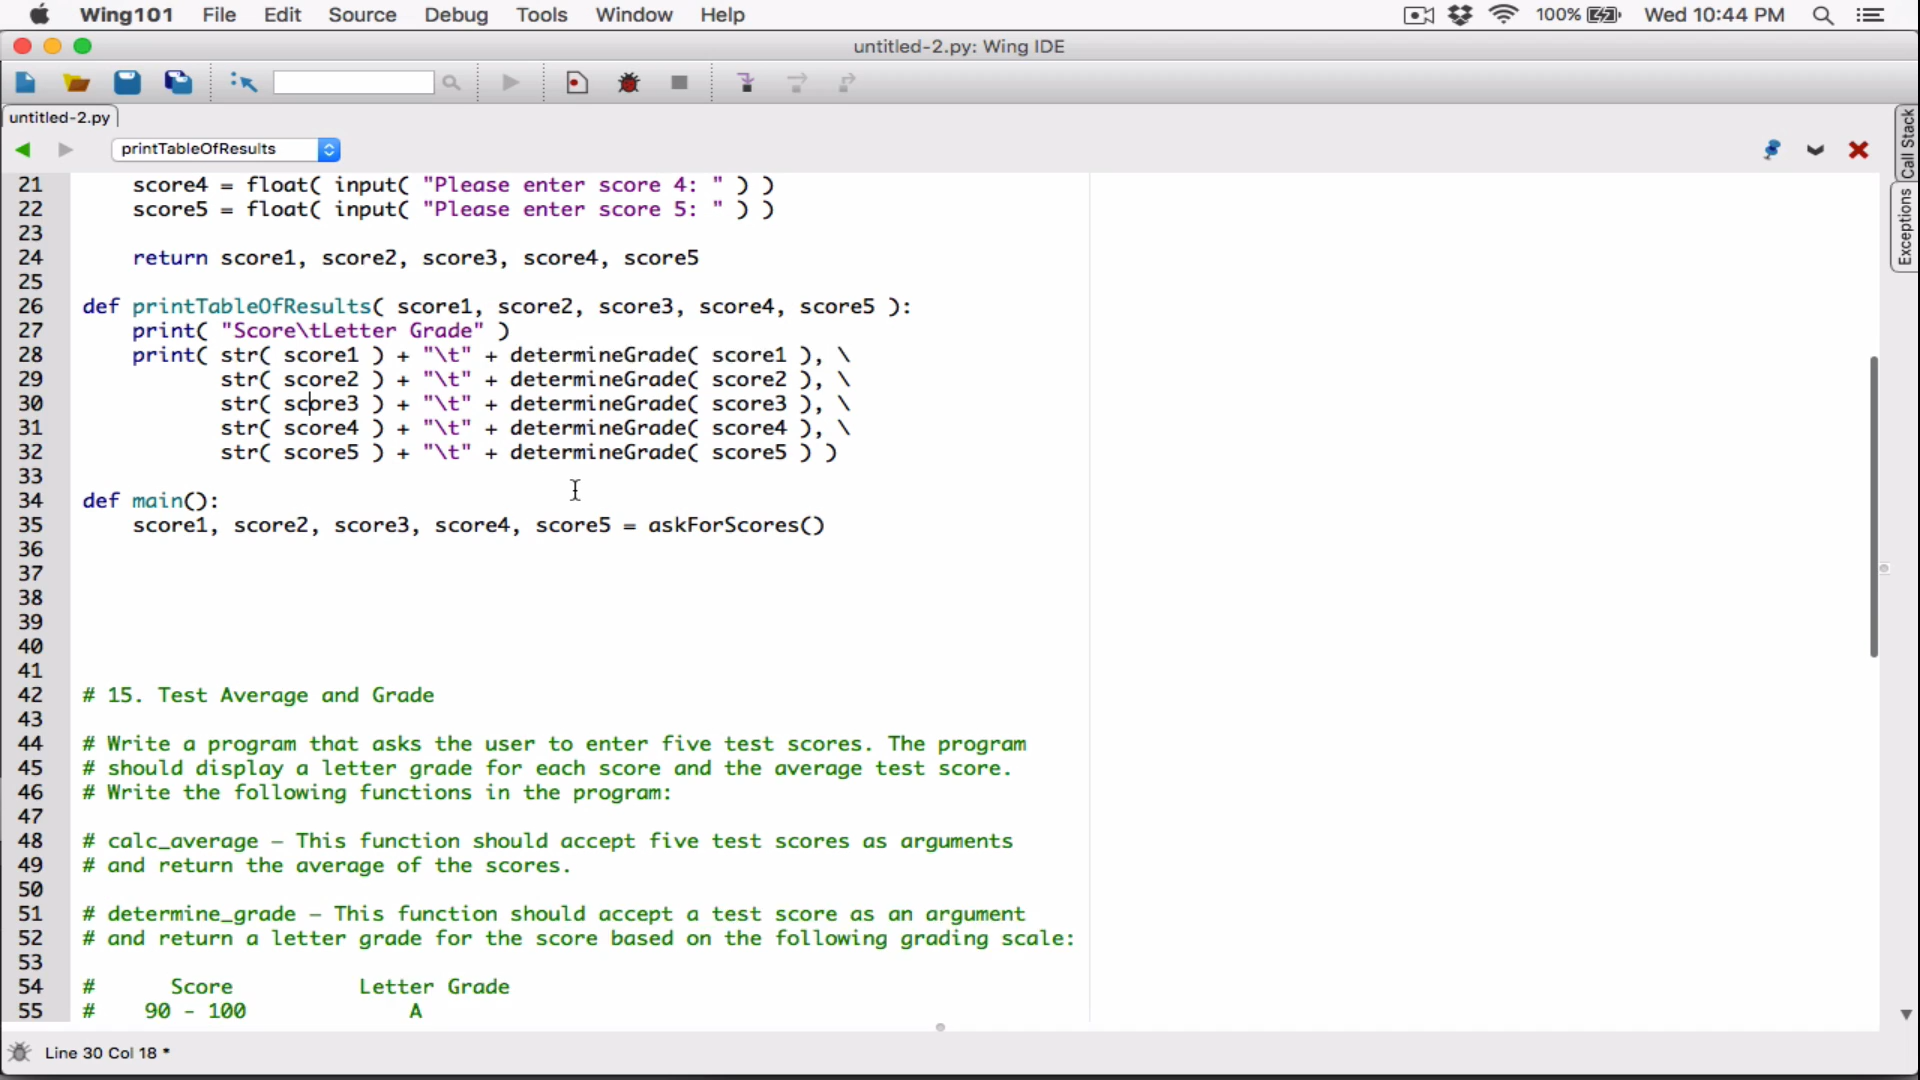 Wing101 File Edit Source Debug Tools Window Help 100% Wed 10:44 PM
untitled-2.py: Wing IDE
untitled-2.py
printTableOfResults
Call Stack
Exceptions
21 score4 = float( input( "Please enter score 4: " ) )
22 score5 = float( input( "Please enter score 5: " ) )
23
24 return score1, score2, score3, score4, score5
25
26 def printTableOfResults( score1, score2, score3, score4, score5 ):
27 print( "Score\tLetter Grade" )
28 print( str( score1 ) + "\t" + determineGrade( score1 ), \
29 str( score2 ) + "\t" + determineGrade( score2 ), \
30 str( score3 ) + "\t" + determineGrade( score3 ), \
31 str( score4 ) + "\t" + determineGrade( score4 ), \
32 str( score5 ) + "\t" + determineGrade( score5 ) )
33
34 def main():
35 score1, score2, score3, score4, score5 = askForScores()
36
37
38
39
40
41
42 # 15. Test Average and Grade
43
44 # Write a program that asks the user to enter five test scores. The program
45 # should display a letter grade for each score and the average test score.
46 # Write the following functions in the program:
47
48 # calc_average – This function should accept five test scores as arguments
49 # and return the average of the scores.
50
51 # determine_grade – This function should accept a test score as an argument
52 # and return a letter grade for the score based on the following grading scale:
53
54 # Score Letter Grade
55 # 90 - 100 A
Line 30 Col 18 *